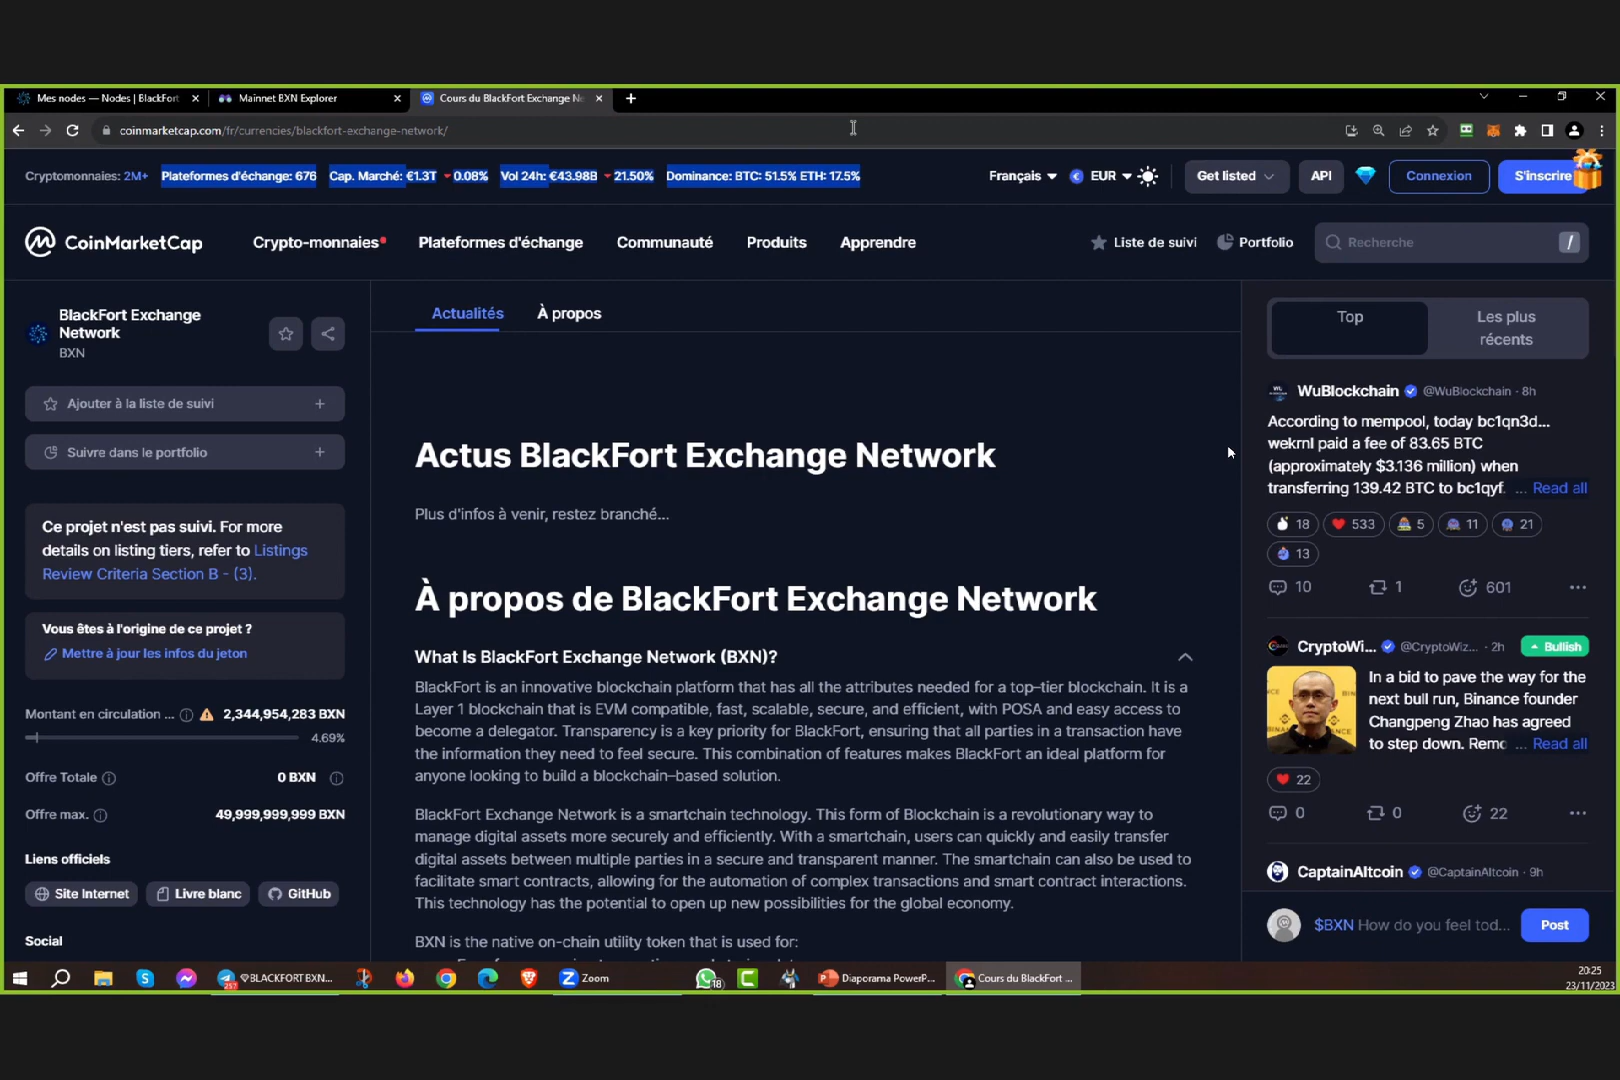 Mes nodes — Nodes | BlackFort
Mainnet BXN Explorer
Cours du BlackFort Exchange Ne
coinmarketcap.com/fr/currencies/blackfort-exchange-network/
Cryptomonnaies: 2M+ Plateformes d'échange: 676 Cap. Marché: €1.3T 0.08% Vol 24h: €43.98B 21.50% Dominance: BTC: 51.5% ETH: 17.5%
Français EUR Get listed API Connexion S'inscrire
CoinMarketCap Crypto-monnaies Plateformes d'échange Communauté Produits Apprendre Liste de suivi Portfolio Recherche /
BlackFort Exchange
Network
BXN
Ajouter à la liste de suivi +
Suivre dans le portfolio +
Ce projet n'est pas suivi. For more
details on listing tiers, refer to Listings
Review Criteria Section B - (3).
Vous êtes à l'origine de ce projet ?
Mettre à jour les infos du jeton
Montant en circulation ... 2,344,954,283 BXN
4.69%
Offre Totale 0 BXN
Offre max. 49,999,999,999 BXN
Liens officiels
Site Internet Livre blanc GitHub
Social
Actualités À propos
Actus BlackFort Exchange Network
Plus d'infos à venir, restez branché...
À propos de BlackFort Exchange Network
What Is BlackFort Exchange Network (BXN)?
BlackFort is an innovative blockchain platform that has all the attributes needed for a top-tier blockchain. It is a
Layer 1 blockchain that is EVM compatible, fast, scalable, secure, and efficient, with POSA and easy access to
become a delegator. Transparency is a key priority for BlackFort, ensuring that all parties in a transaction have
the information they need to feel secure. This combination of features makes BlackFort an ideal platform for
anyone looking to build a blockchain-based solution.
BlackFort Exchange Network is a smartchain technology. This form of Blockchain is a revolutionary way to
manage digital assets more securely and efficiently. With a smartchain, users can quickly and easily transfer
digital assets between multiple parties in a secure and transparent manner. The smartchain can also be used to
facilitate smart contracts, allowing for the automation of complex transactions and smart contract interactions.
This technology has the potential to open up new possibilities for the global economy.
BXN is the native on-chain utility token that is used for:
Top
Les plus
récents
WuBlockchain @WuBlockchain · 8h
According to mempool, today bc1qn3d...
wekrnl paid a fee of 83.65 BTC
(approximately $3.136 million) when
transferring 139.42 BTC to bc1qyf. ... Read all
18 533 5 11 21
13
10 1 601
CryptoWi... @CryptoWiz... · 2h Bullish
In a bid to pave the way for the
next bull run, Binance founder
Changpeng Zhao has agreed
to step down. Remo ... Read all
22
0 0 22
CaptainAltcoin @CaptainAltcoin · 9h
$BXN How do you feel tod... Post
257 BLACKFORT BXN... Zoom 18 Diaporama PowerP... Cours du BlackFort ...
20:25
23/11/2023